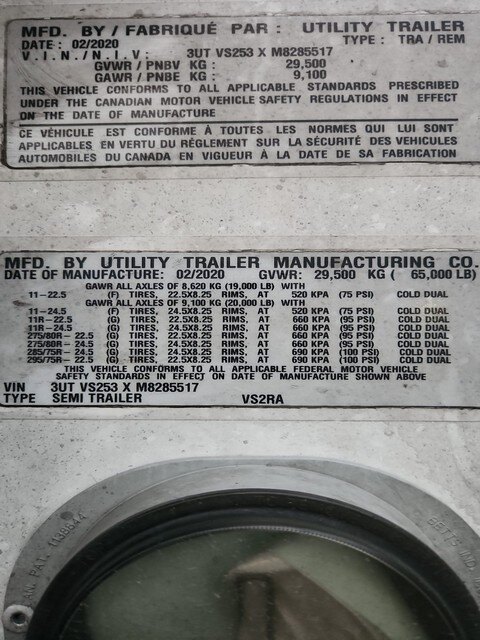 MFD. BY / FABRIQUÉ PAR : UTILITY TRAILER
DATE : 02/2020 TYPE : TRA / REM
V.I.N./N.I.V: 3UT VS253 X M8285517
GVWR / PNBV KG : 29,500
GAWR / PNBE KG : 9,100
THIS VEHICLE CONFORMS TO ALL APPLICABLE STANDARDS PRESCRIBED
UNDER THE CANADIAN MOTOR VEHICLE SAFETY REGULATIONS IN EFFECT
ON THE DATE OF MANUFACTURE
CE VÉHICULE EST CONFORME À TOUTES LES NORMES QUI LUI SONT
APPLICABLES EN VERTU DU RÉGLEMENT SUR LA SÉCURITÉ DES VEHICULES
AUTOMOBILES DU CANADA EN VIGUEUR À LA DATE DE SA FABRICATION
MFD. BY UTILITY TRAILER MANUFACTURING CO.
DATE OF MANUFACTURE: 02/2020 GVWR: 29,500 KG ( 65,000 LB)
GAWR ALL AXLES OF 8,620 KG (19,000 LB) WITH
11-22.5 (F) TIRES, 22.5X8.25 RIMS, AT 520 KPA (75 PSI) COLD DUAL
GAWR ALL AXLES OF 9,100 KG (20,000 LB) WITH
11-24.5 (F) TIRES, 24.5X8.25 RIMS, AT 520 KPA (75 PSI) COLD DUAL
11R-22.5 (G) TIRES, 22.5X8.25 RIMS, AT 660 KPA (95 PSI) COLD DUAL
11R-24.5 (G) TIRES, 24.5X8.25 RIMS, AT 660 KPA (95 PSI) COLD DUAL
275/80R- 22.5 (G) TIRES, 22.5X8.25 RIMS, AT 660 KPA (95 PSI) COLD DUAL
275/80R- 24.5 (G) TIRES, 24.5X8.25 RIMS, AT 660 KPA (95 PSI) COLD DUAL
285/75R- 24.5 (G) TIRES, 24.5X8.25 RIMS, AT 690 KPA (100 PSI) COLD DUAL
295/75R- 22.5 (G) TIRES, 22.5X8.25 RIMS, AT 690 KPA (100 PSI) COLD DUAL
THIS VEHICLE CONFORMS TO ALL APPLICABLE FEDERAL MOTOR VEHICLE
SAFETY STANDARDS IN EFFECT ON DATE OF MANUFACTURE SHOWN ABOVE
VIN 3UT VS253 X M8285517
TYPE SEMI TRAILER VS2RA
PAT. 1138644
BETTS IND.